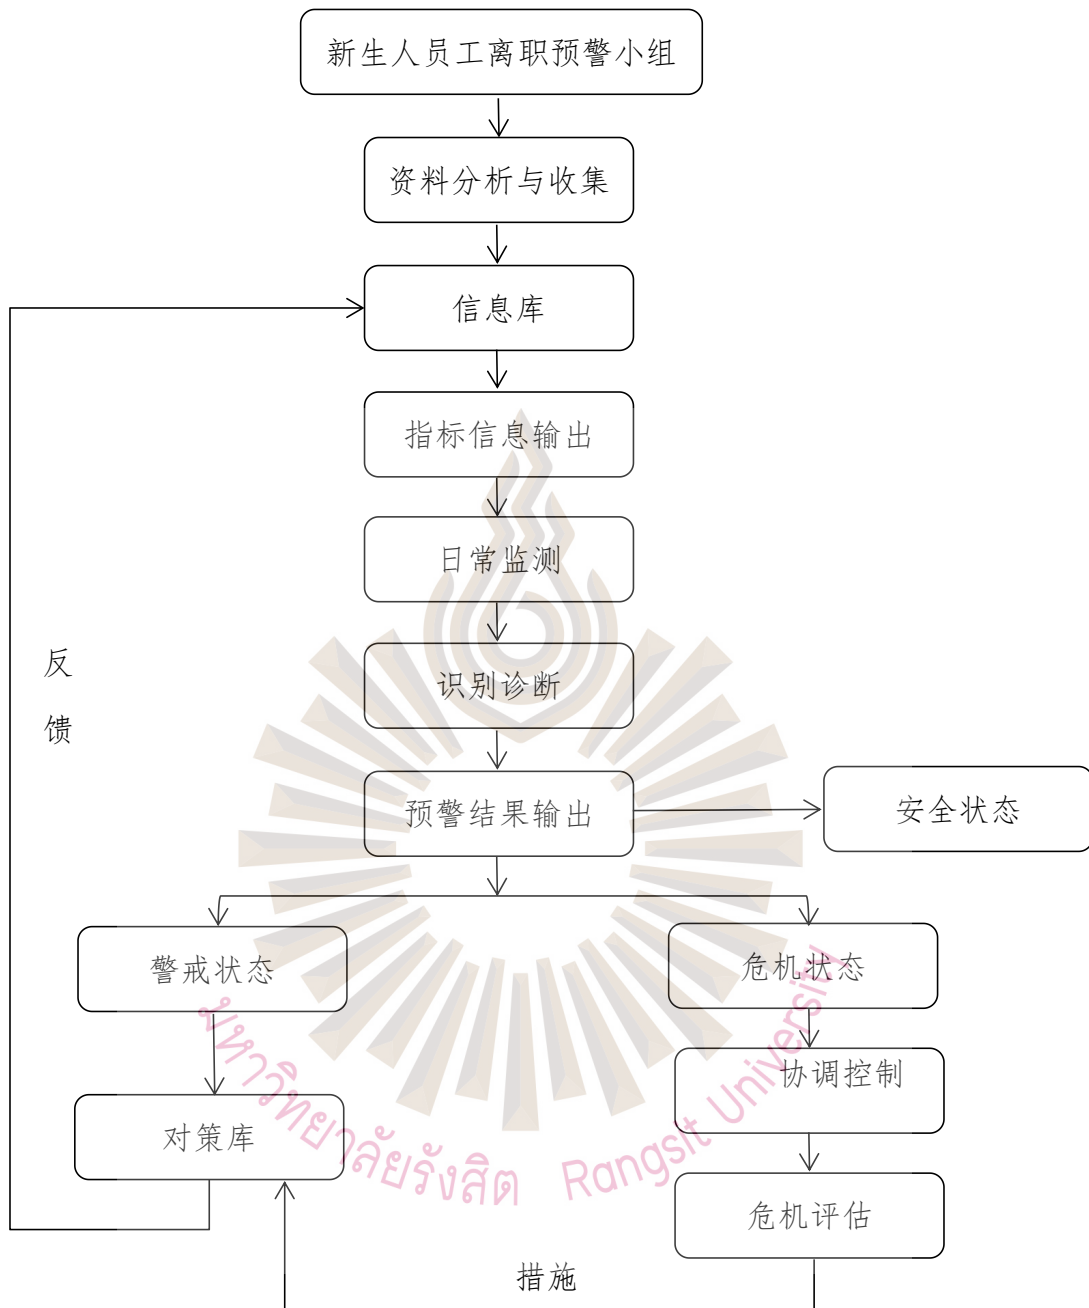 新生人员工离职预警小组
资料分析与收集
信息库
指标信息输出
日常监测
识别诊断
反
馈
预警结果输出
安全状态
警戒状态
危机状态
协调控制
对策库
危机评估
措施
มหาวิทยาลัยรังสิต Rangsit University